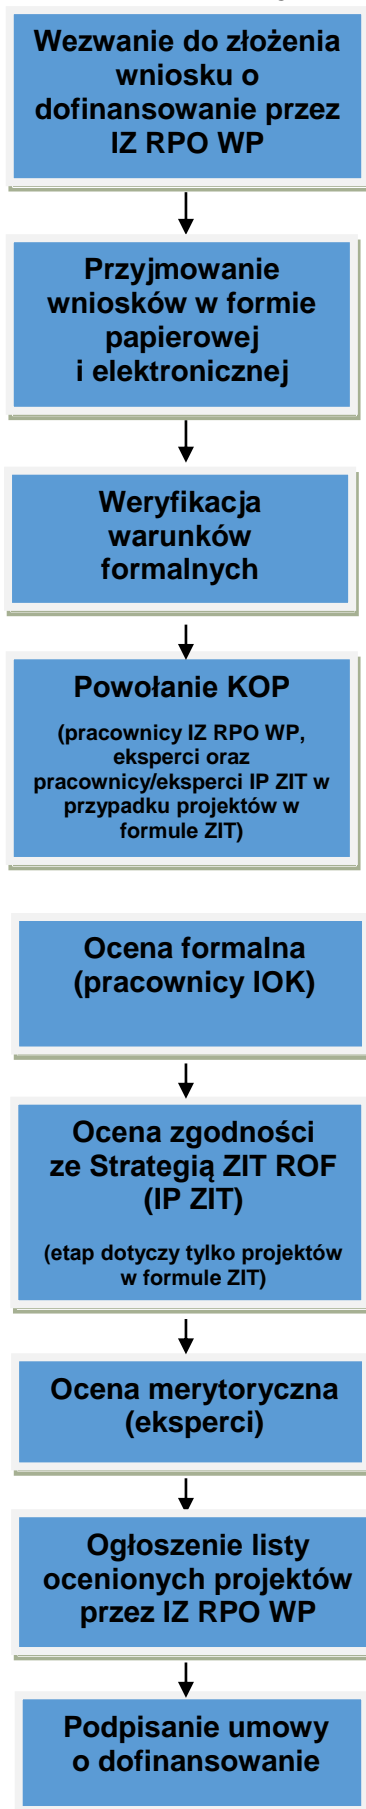 Wezwanie do złożenia
wniosku o
dofinansowanie przez
IZ RPO WP
Przyjmowanie
wniosków w formie
papierowej
i elektronicznej
Weryfikacja
warunków
formalnych
Powołanie KOP
(pracownicy IZ RPO WP,
eksperci oraz
pracownicy/eksperci IP ZIT w
przypadku projektów w
formule ZIT)
Ocena formalna
(pracownicy IOK)
Ocena zgodności
ze Strategią ZIT ROF
(IP ZIT)
(etap dotyczy tylko projektów
w formule ZIT)
Ocena merytoryczna
(eksperci)
Ogłoszenie listy
ocenionych projektów
przez IZ RPO WP
Podpisanie umowy
o dofinansowanie